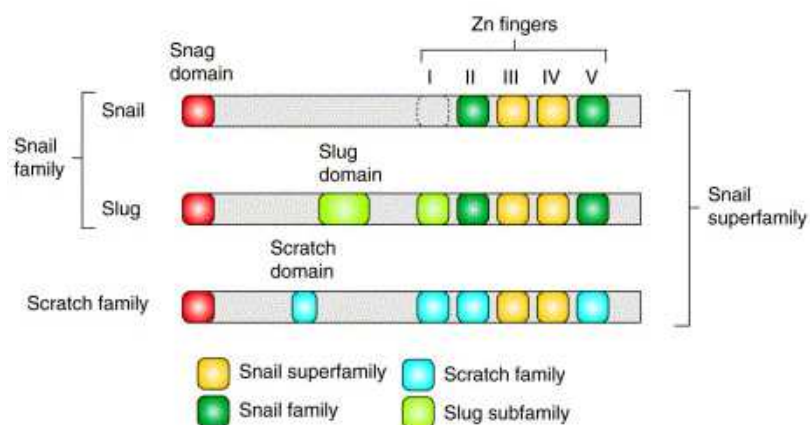 Zn fingers
Snag
domain
I II III IV V
Snail
Snail
family
Slug
domain
Slug
Snail
superfamily
Scratch
domain
Scratch family
Snail superfamily
Scratch family
Snail family
Slug subfamily